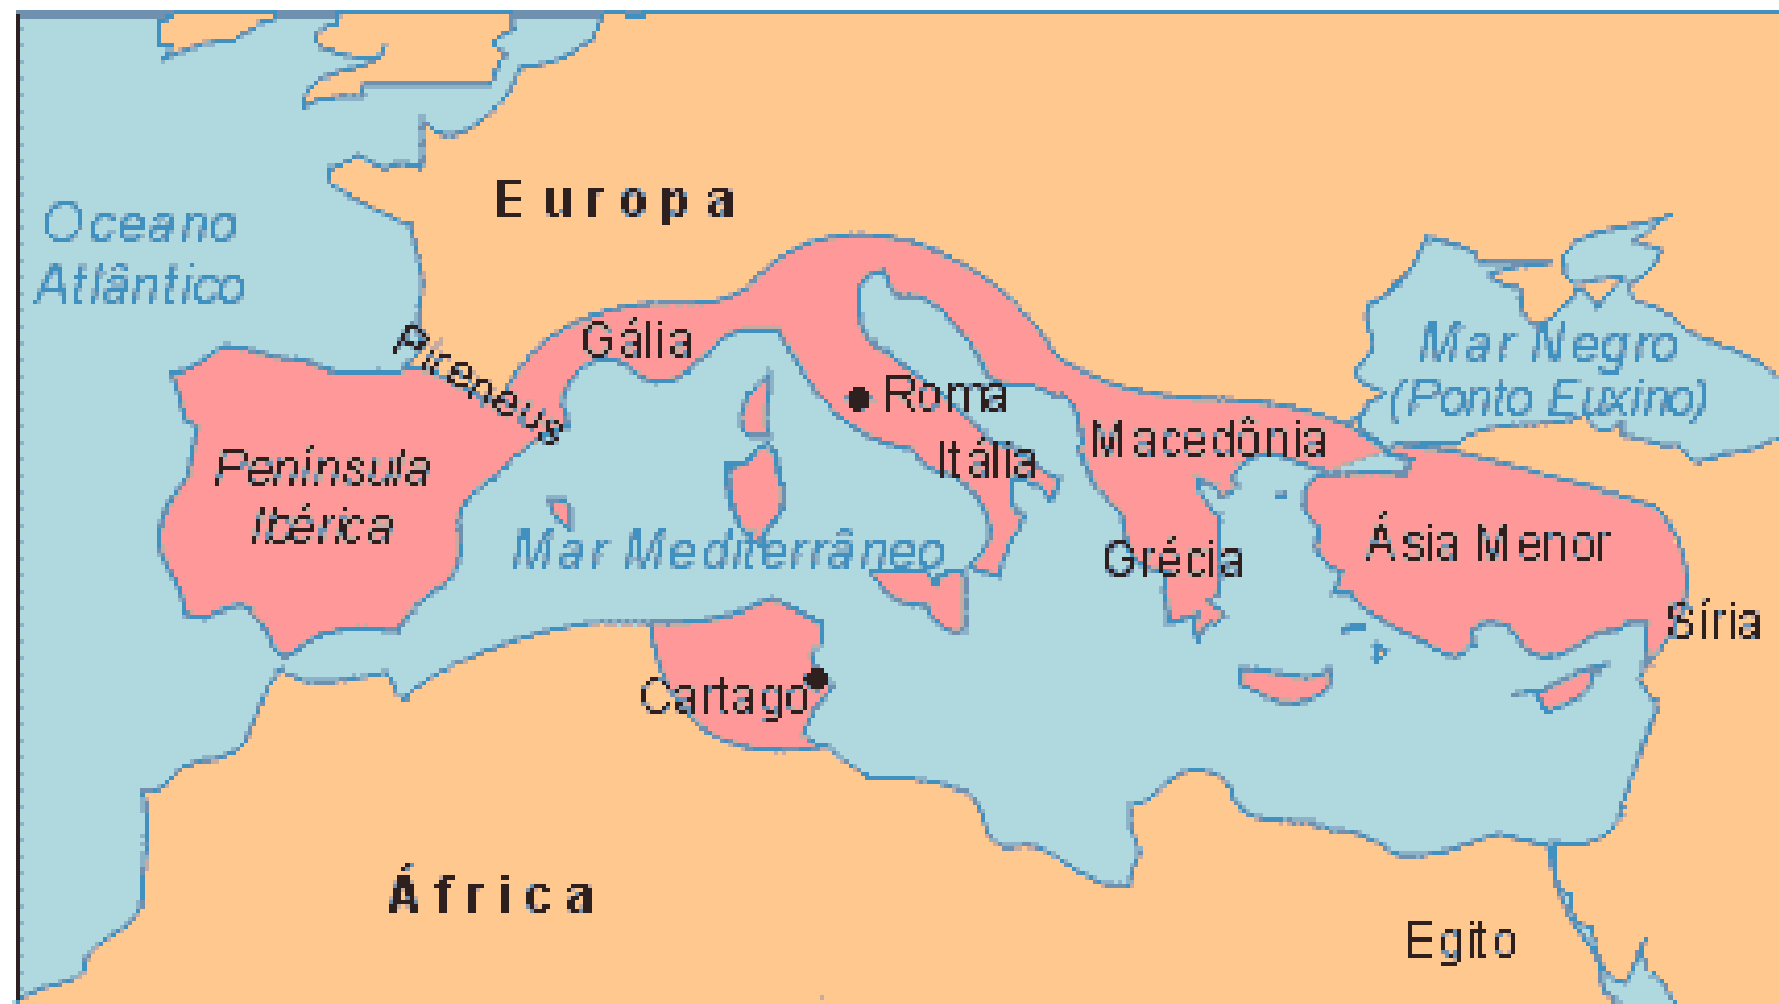 Europa
Oceano
Atlântico
Pireneus
Gália
Mar Negro
(Ponto Euxino)
Roma
Macedônia
Itália
Península
Ibérica
Mar Mediterrâneo
Grécia
Ásia Menor
Síria
Cartago
África
Egito